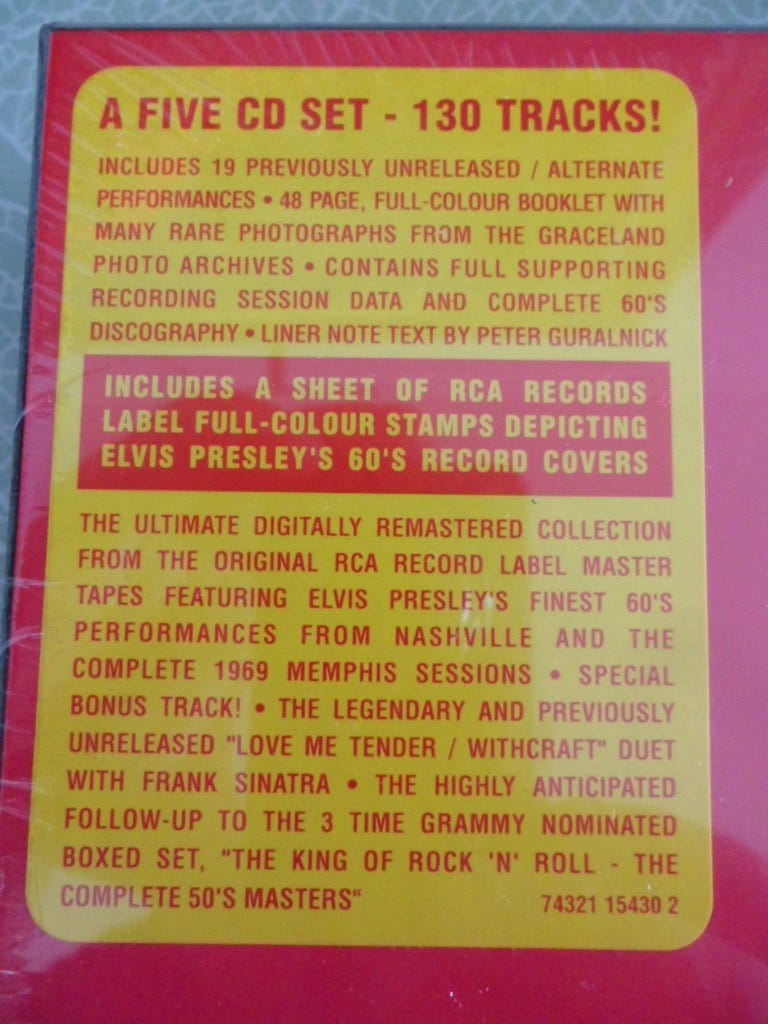 A FIVE CD SET - 130 TRACKS!
INCLUDES 19 PREVIOUSLY UNRELEASED / ALTERNATE
PERFORMANCES • 48 PAGE, FULL-COLOUR BOOKLET WITH
MANY RARE PHOTOGRAPHS FROM THE GRACELAND
PHOTO ARCHIVES • CONTAINS FULL SUPPORTING
RECORDING SESSION DATA AND COMPLETE 60'S
DISCOGRAPHY • LINER NOTE TEXT BY PETER GURALNICK
INCLUDES A SHEET OF RCA RECORDS
LABEL FULL-COLOUR STAMPS DEPICTING
ELVIS PRESLEY'S 60'S RECORD COVERS
THE ULTIMATE DIGITALLY REMASTERED COLLECTION
FROM THE ORIGINAL RCA RECORD LABEL MASTER
TAPES FEATURING ELVIS PRESLEY'S FINEST 60'S
PERFORMANCES FROM NASHVILLE AND THE
COMPLETE 1969 MEMPHIS SESSIONS • SPECIAL
BONUS TRACK! • THE LEGENDARY AND PREVIOUSLY
UNRELEASED "LOVE ME TENDER / WITHCRAFT" DUET
WITH FRANK SINATRA • THE HIGHLY ANTICIPATED
FOLLOW-UP TO THE 3 TIME GRAMMY NOMINATED
BOXED SET, "THE KING OF ROCK 'N' ROLL - THE
COMPLETE 50'S MASTERS“ 74321 15430 2